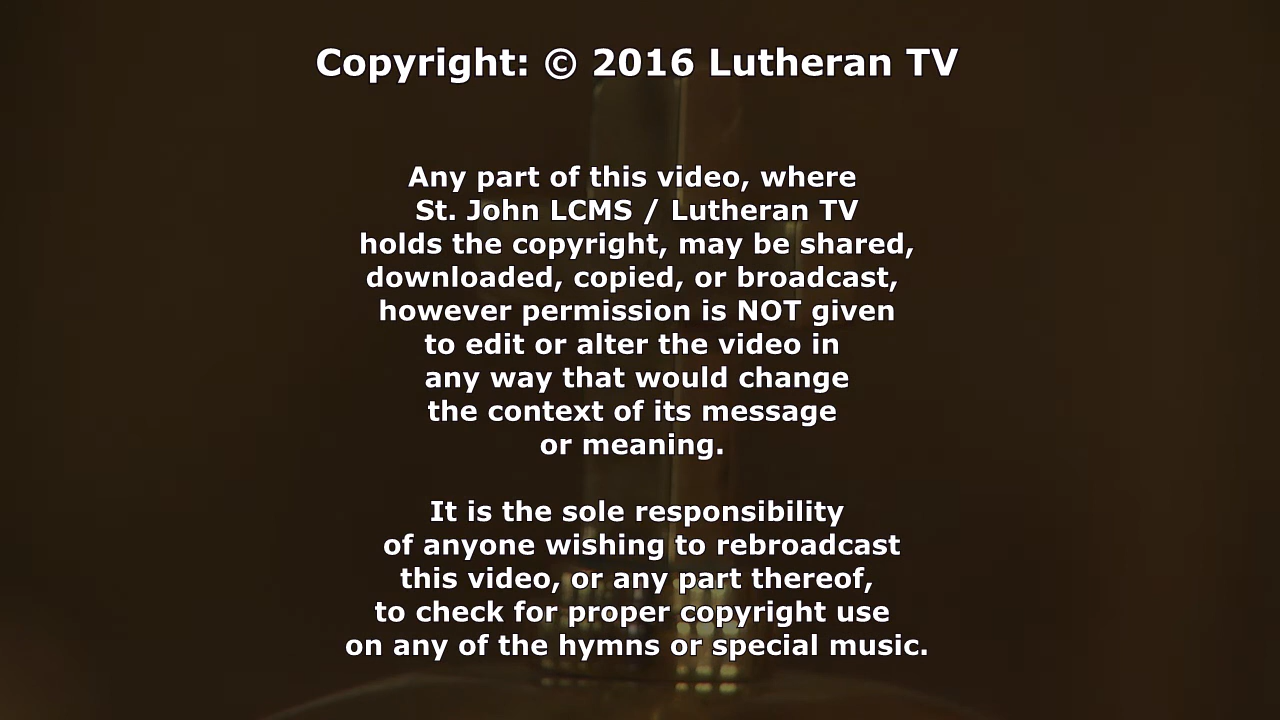 Copyright: © 2016 Lutheran TV
Any part of this video, where
St. John LCMS / Lutheran TV
holds the copyright, may be shared,
downloaded, copied, or broadcast,
however permission is NOT given
to edit or alter the video in
any way that would change
the context of its message
or meaning.
It is the sole responsibility
of anyone wishing to rebroadcast
this video, or any part thereof,
to check for proper copyright use
on any of the hymns or special music.